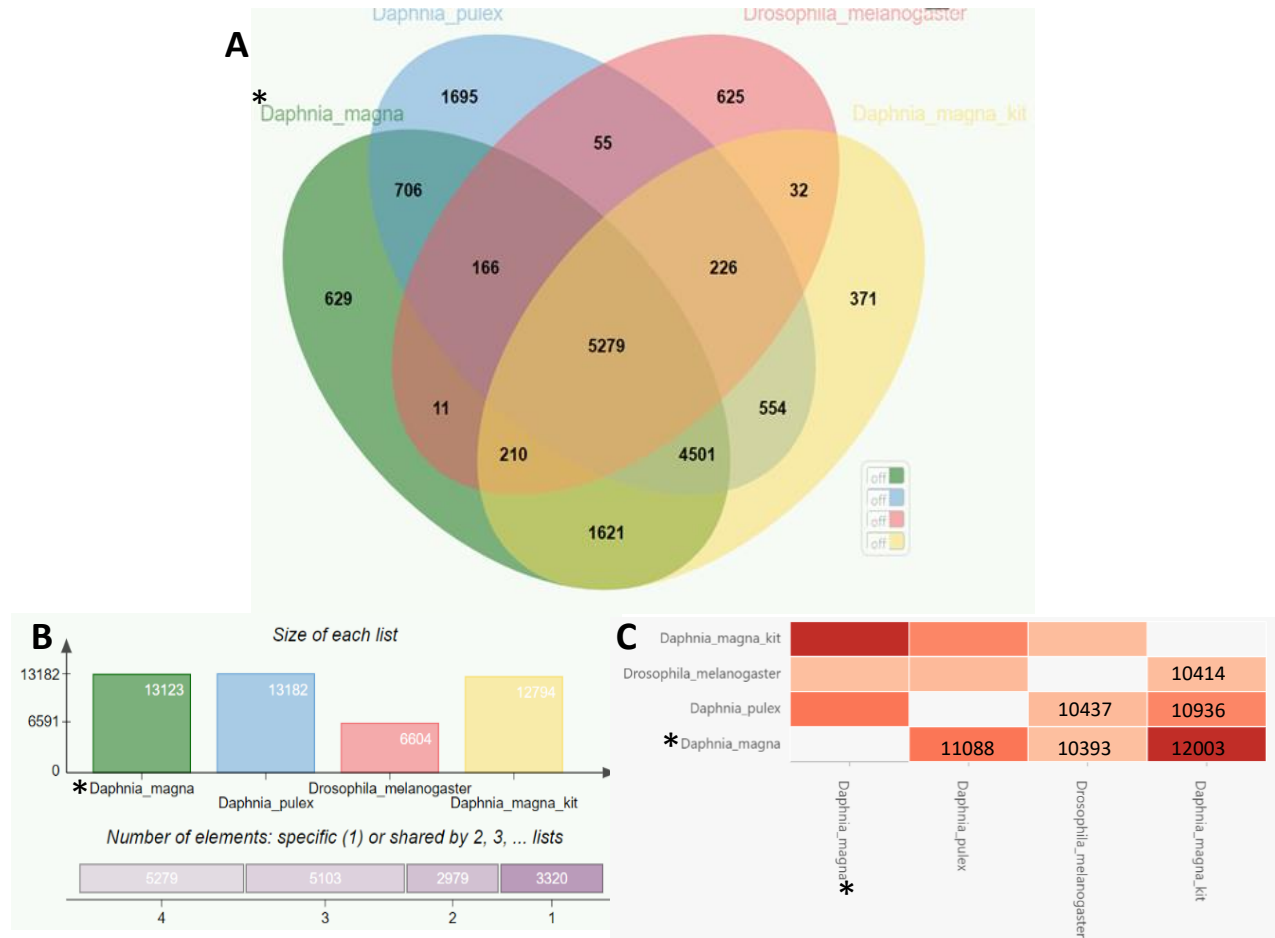 Daphnia_pulex
Drosophila_melanogaster
A
*
Daphnia_magna
Daphnia_magna_kit
1695
625
55
706
32
166
226
629
371
5279
11
554
210
4501
1621
off
off
off
off
B
Size of each list
13182
6591
0
13123
13182
6604
12794
* Daphnia_magna
Daphnia_pulex
Drosophila_melanogaster
Daphnia_magna_kit
Number of elements: specific (1) or shared by 2, 3, ... lists
5279 5103 2979 3320
4 3 2 1
C
Daphnia_magna_kit
Drosophila_melanogaster 10414
Daphnia_pulex 10437 10936
* Daphnia_magna 11088 10393 12003
Daphnia_magna
*
Daphnia_pulex
Drosophila_melanogaster
Daphnia_magna_kit